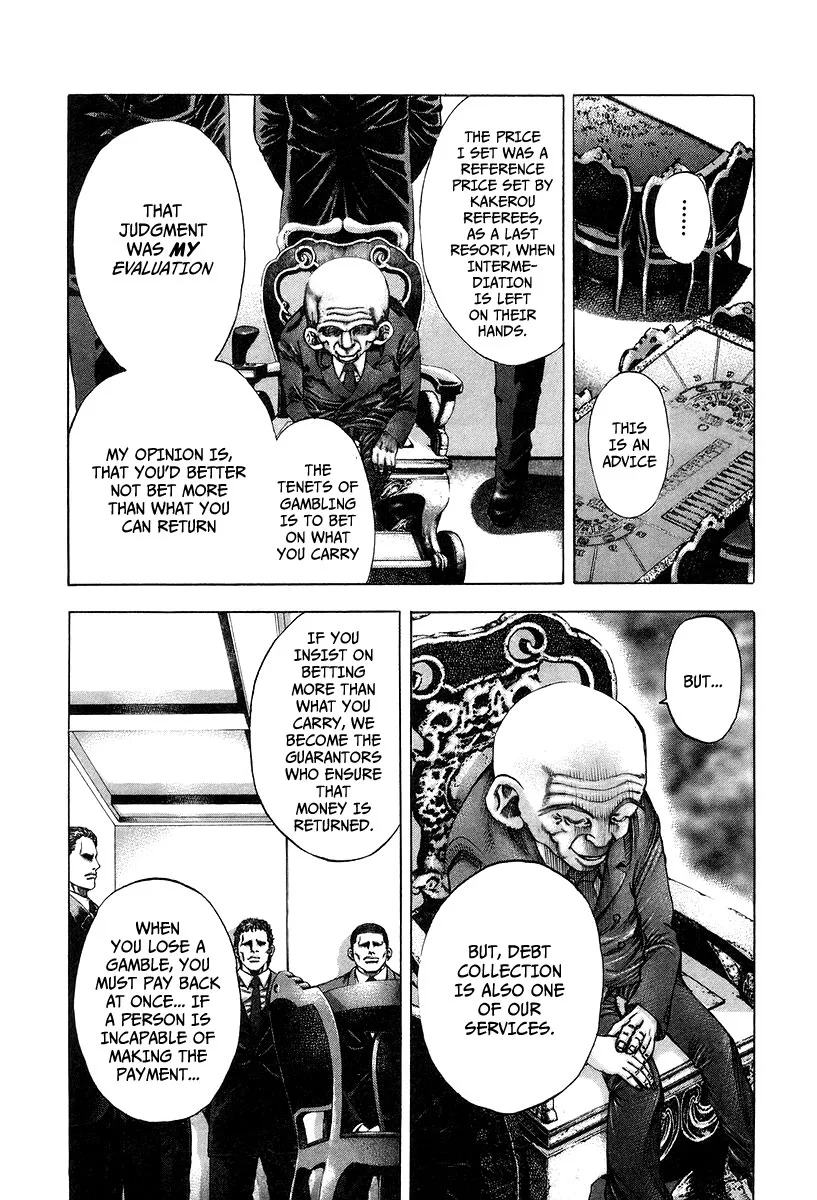 ......
THIS
IS AN
ADVICE
THE PRICE
I SET WAS A
REFERENCE
PRICE SET BY
KAKEROU
REFEREES,
AS A LAST
RESORT, WHEN
INTERME-
DIATION
IS LEFT
ON THEIR
HANDS.
THAT
JUDGMENT
WAS MY
EVALUATION
THE
TENETS OF
GAMBLING
IS TO BET
ON WHAT
YOU CARRY
MY OPINION IS,
THAT YOU'D BETTER
NOT BET MORE
THAN WHAT YOU
CAN RETURN
BUT...
BUT, DEBT
COLLECTION
IS ALSO ONE
OF OUR
SERVICES.
IF YOU
INSIST ON
BETTING
MORE THAN
WHAT YOU
CARRY, WE
BECOME THE
GUARANTORS
WHO ENSURE
THAT
MONEY IS
RETURNED.
WHEN
YOU LOSE A
GAMBLE, YOU
MUST PAY BACK
AT ONCE... IF
A PERSON IS
INCAPABLE OF
MAKING THE
PAYMENT...